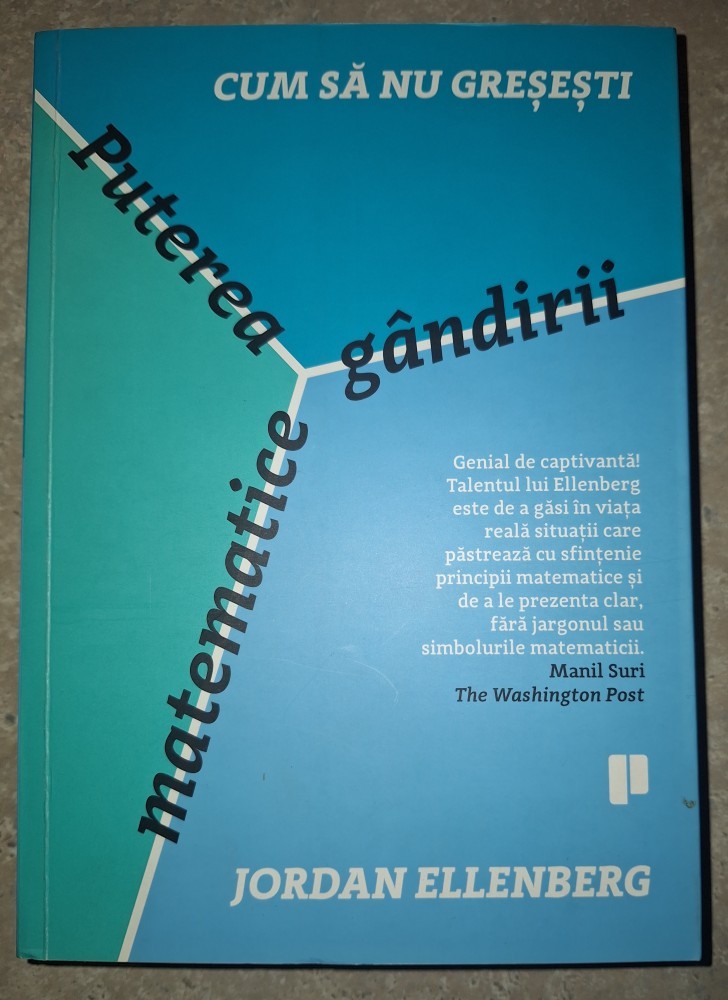 CUM SĂ NU GREȘEȘTI
Puterea
gândirii
matematice
Genial de captivantă!
Talentul lui Ellenberg
este de a găsi în viața
reală situații care
păstrează cu sfințenie
principii matematice și
de a le prezenta clar,
fără jargonul sau
simbolurile matematicii.
Manil Suri
The Washington Post
JORDAN ELLENBERG